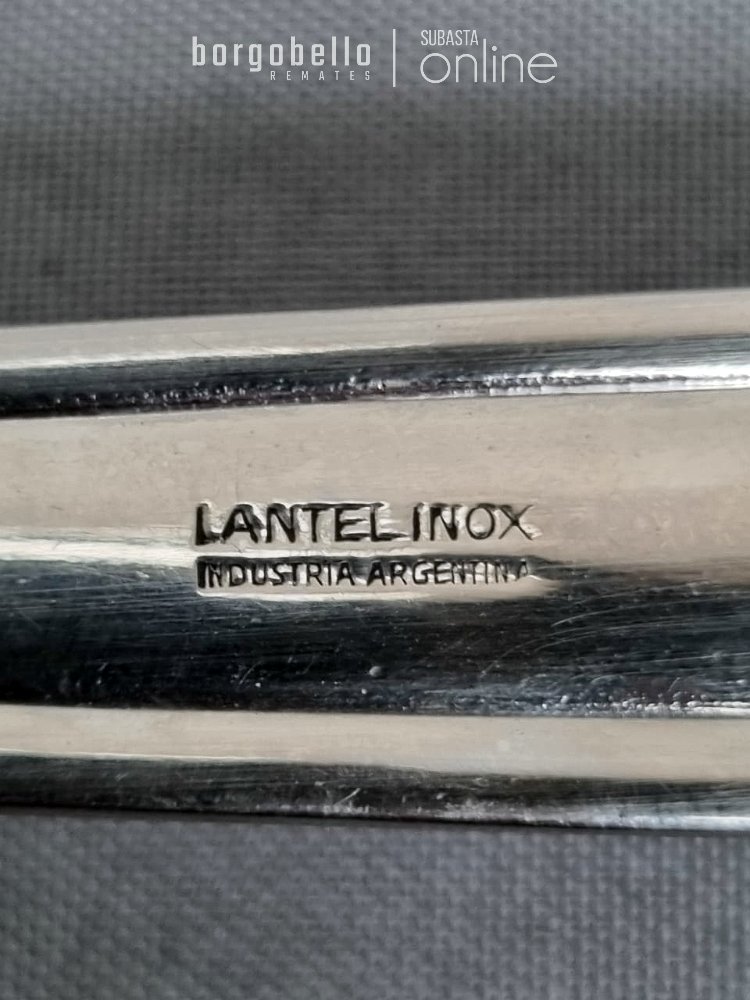 borgobello
REMATES
SUBASTA
online
LANTEL INOX
INDUSTRIA ARGENTINA